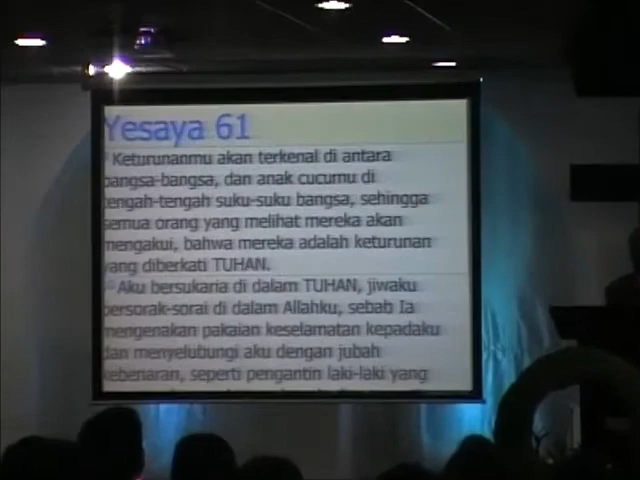 Yesaya 61
Keturunanmu akan terkenal di antara
bangsa-bangsa, dan anak cucumu di
tengah-tengah suku-suku bangsa, sehingga
semua orang yang melihat mereka akan
mengakui, bahwa mereka adalah keturunan
yang diberkati TUHAN.
Aku bersukaria di dalam TUHAN, jiwaku
bersorak-sorai di dalam Allahku, sebab Ia
mengenakan pakaian keselamatan kepadaku
dan menyelubungi aku dengan jubah
kebenaran, seperti pengantin laki-laki yang